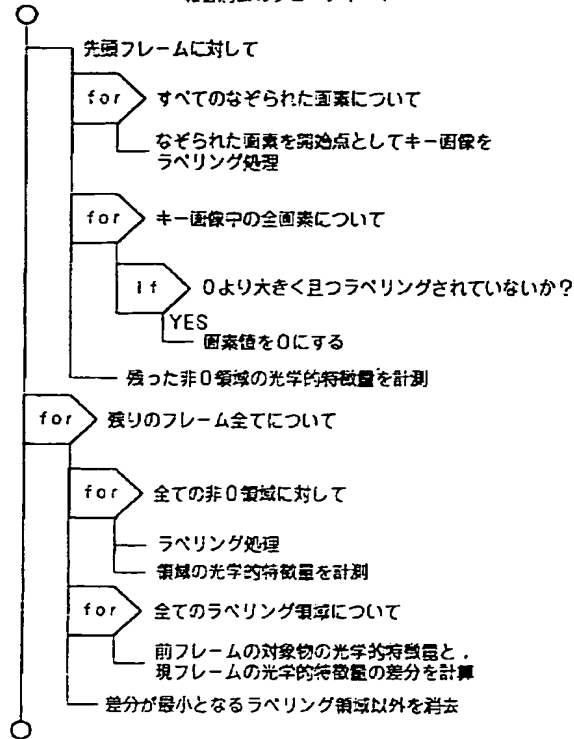 先頭フレームに対して
for すべてのなぞられた画素について
なぞられた画素を開始点としてキー画像を
ラベリング処理
for キー画像中の全画素について
if 0より大きく且つラベリングされていないか?
YES
画素値を0にする
残った非0領域の光学的特徴量を計測
for 残りのフレーム全てについて
for 全ての非0領域に対して
ラベリング処理
領域の光学的特徴量を計測
for 全てのラベリング領域について
前フレームの対象物の光学的特徴量と,
現フレームの光学的特徴量の差分を計算
差分が最小となるラベリング領域以外を消去